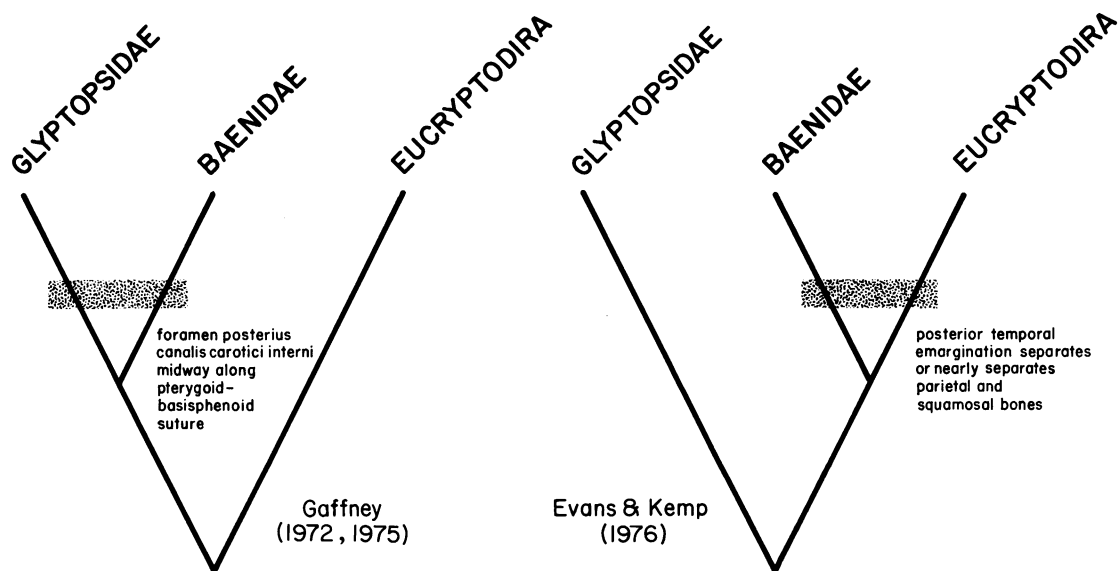 GLYPTOPSIDAE
BAENIDAE
EUCRYPTODIRA
foramen posterius
canalis carotici interni
midway along
pterygoid-
basisphenoid
suture
Gaffney
(1972, 1975)
GLYPTOPSIDAE
BAENIDAE
EUCRYPTODIRA
posterior temporal
emargination separates
or nearly separates
parietal and
squamosal bones
Evans & Kemp
(1976)